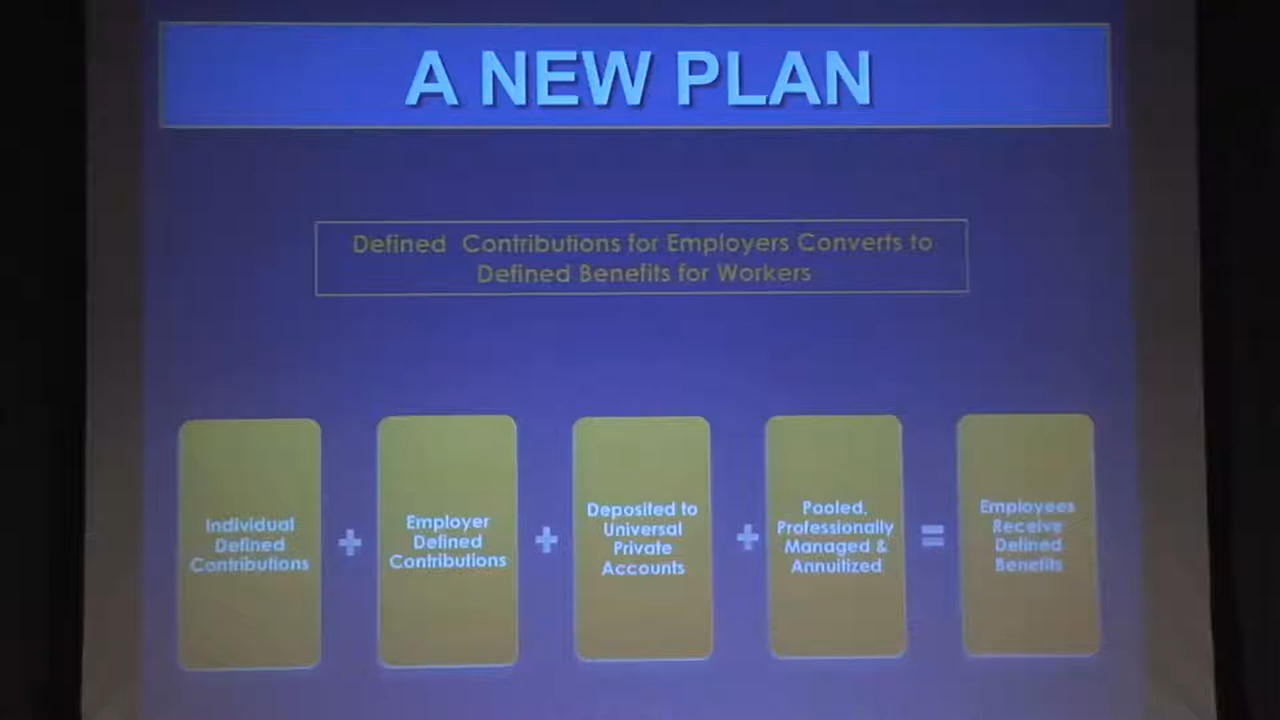 A NEW PLAN
Defined Contributions for Employers Converts to
Defined Benefits for Workers
Individual
Defined
Contributions
+
Employer
Defined
Contributions
+
Deposited to
Universal
Private
Accounts
+
Pooled,
Professionally
Managed &
Annuitized
=
Employees
Receive
Defined
Benefits